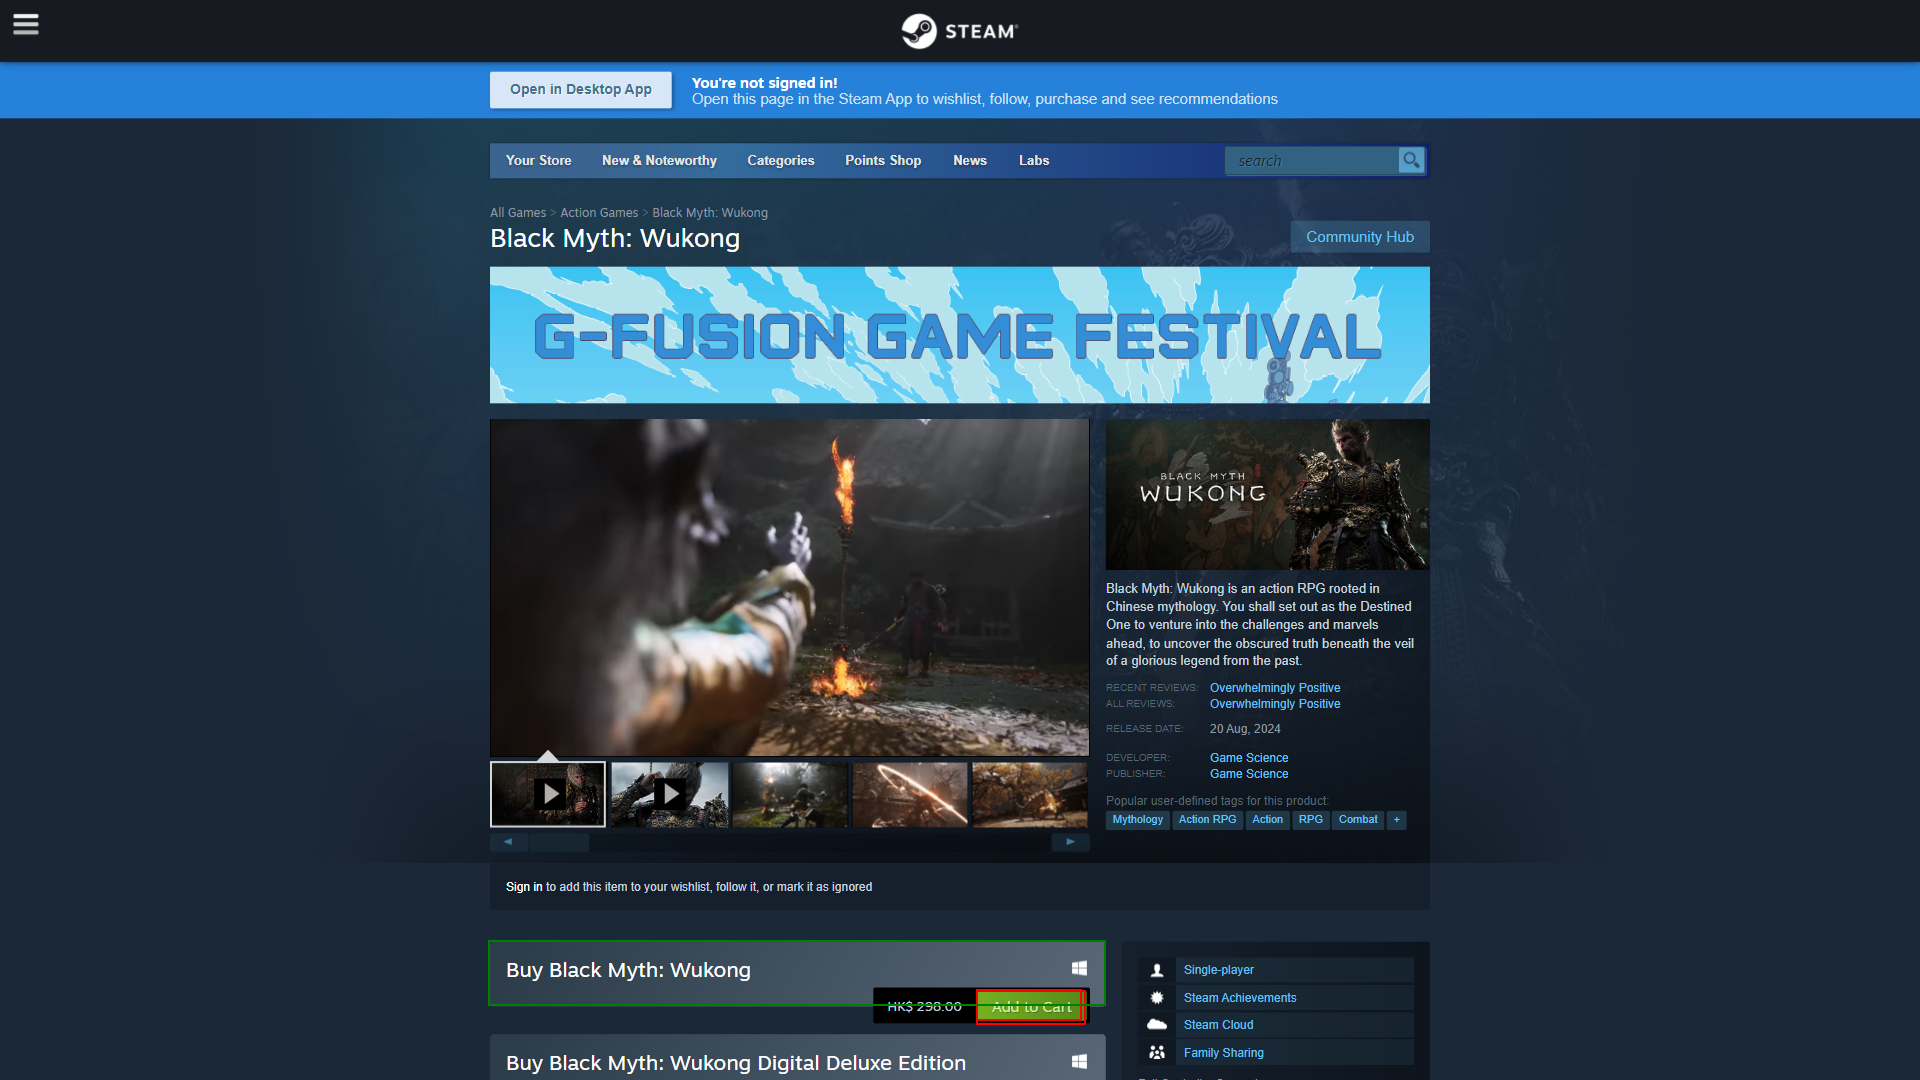 STEAM
Open in Desktop App
You're not signed in!
Open this page in the Steam App to wishlist, follow, purchase and see recommendations
Your Store New & Noteworthy Categories Points Shop News Labs search
All Games > Action Games > Black Myth: Wukong
Black Myth: Wukong
Community Hub
G-FUSION GAME FESTIVAL
BLACK MYTH
WUKONG
Black Myth: Wukong is an action RPG rooted in
Chinese mythology. You shall set out as the Destined
One to venture into the challenges and marvels
ahead, to uncover the obscured truth beneath the veil
of a glorious legend from the past.
RECENT REVIEWS: Overwhelmingly Positive
ALL REVIEWS: Overwhelmingly Positive
RELEASE DATE: 20 Aug, 2024
DEVELOPER: Game Science
PUBLISHER: Game Science
Popular user-defined tags for this product:
Mythology Action RPG Action RPG Combat +
Sign in to add this item to your wishlist, follow it, or mark it as ignored
Buy Black Myth: Wukong
HK$ 298.00 Add to Cart
Buy Black Myth: Wukong Digital Deluxe Edition
Single-player
Steam Achievements
Steam Cloud
Family Sharing